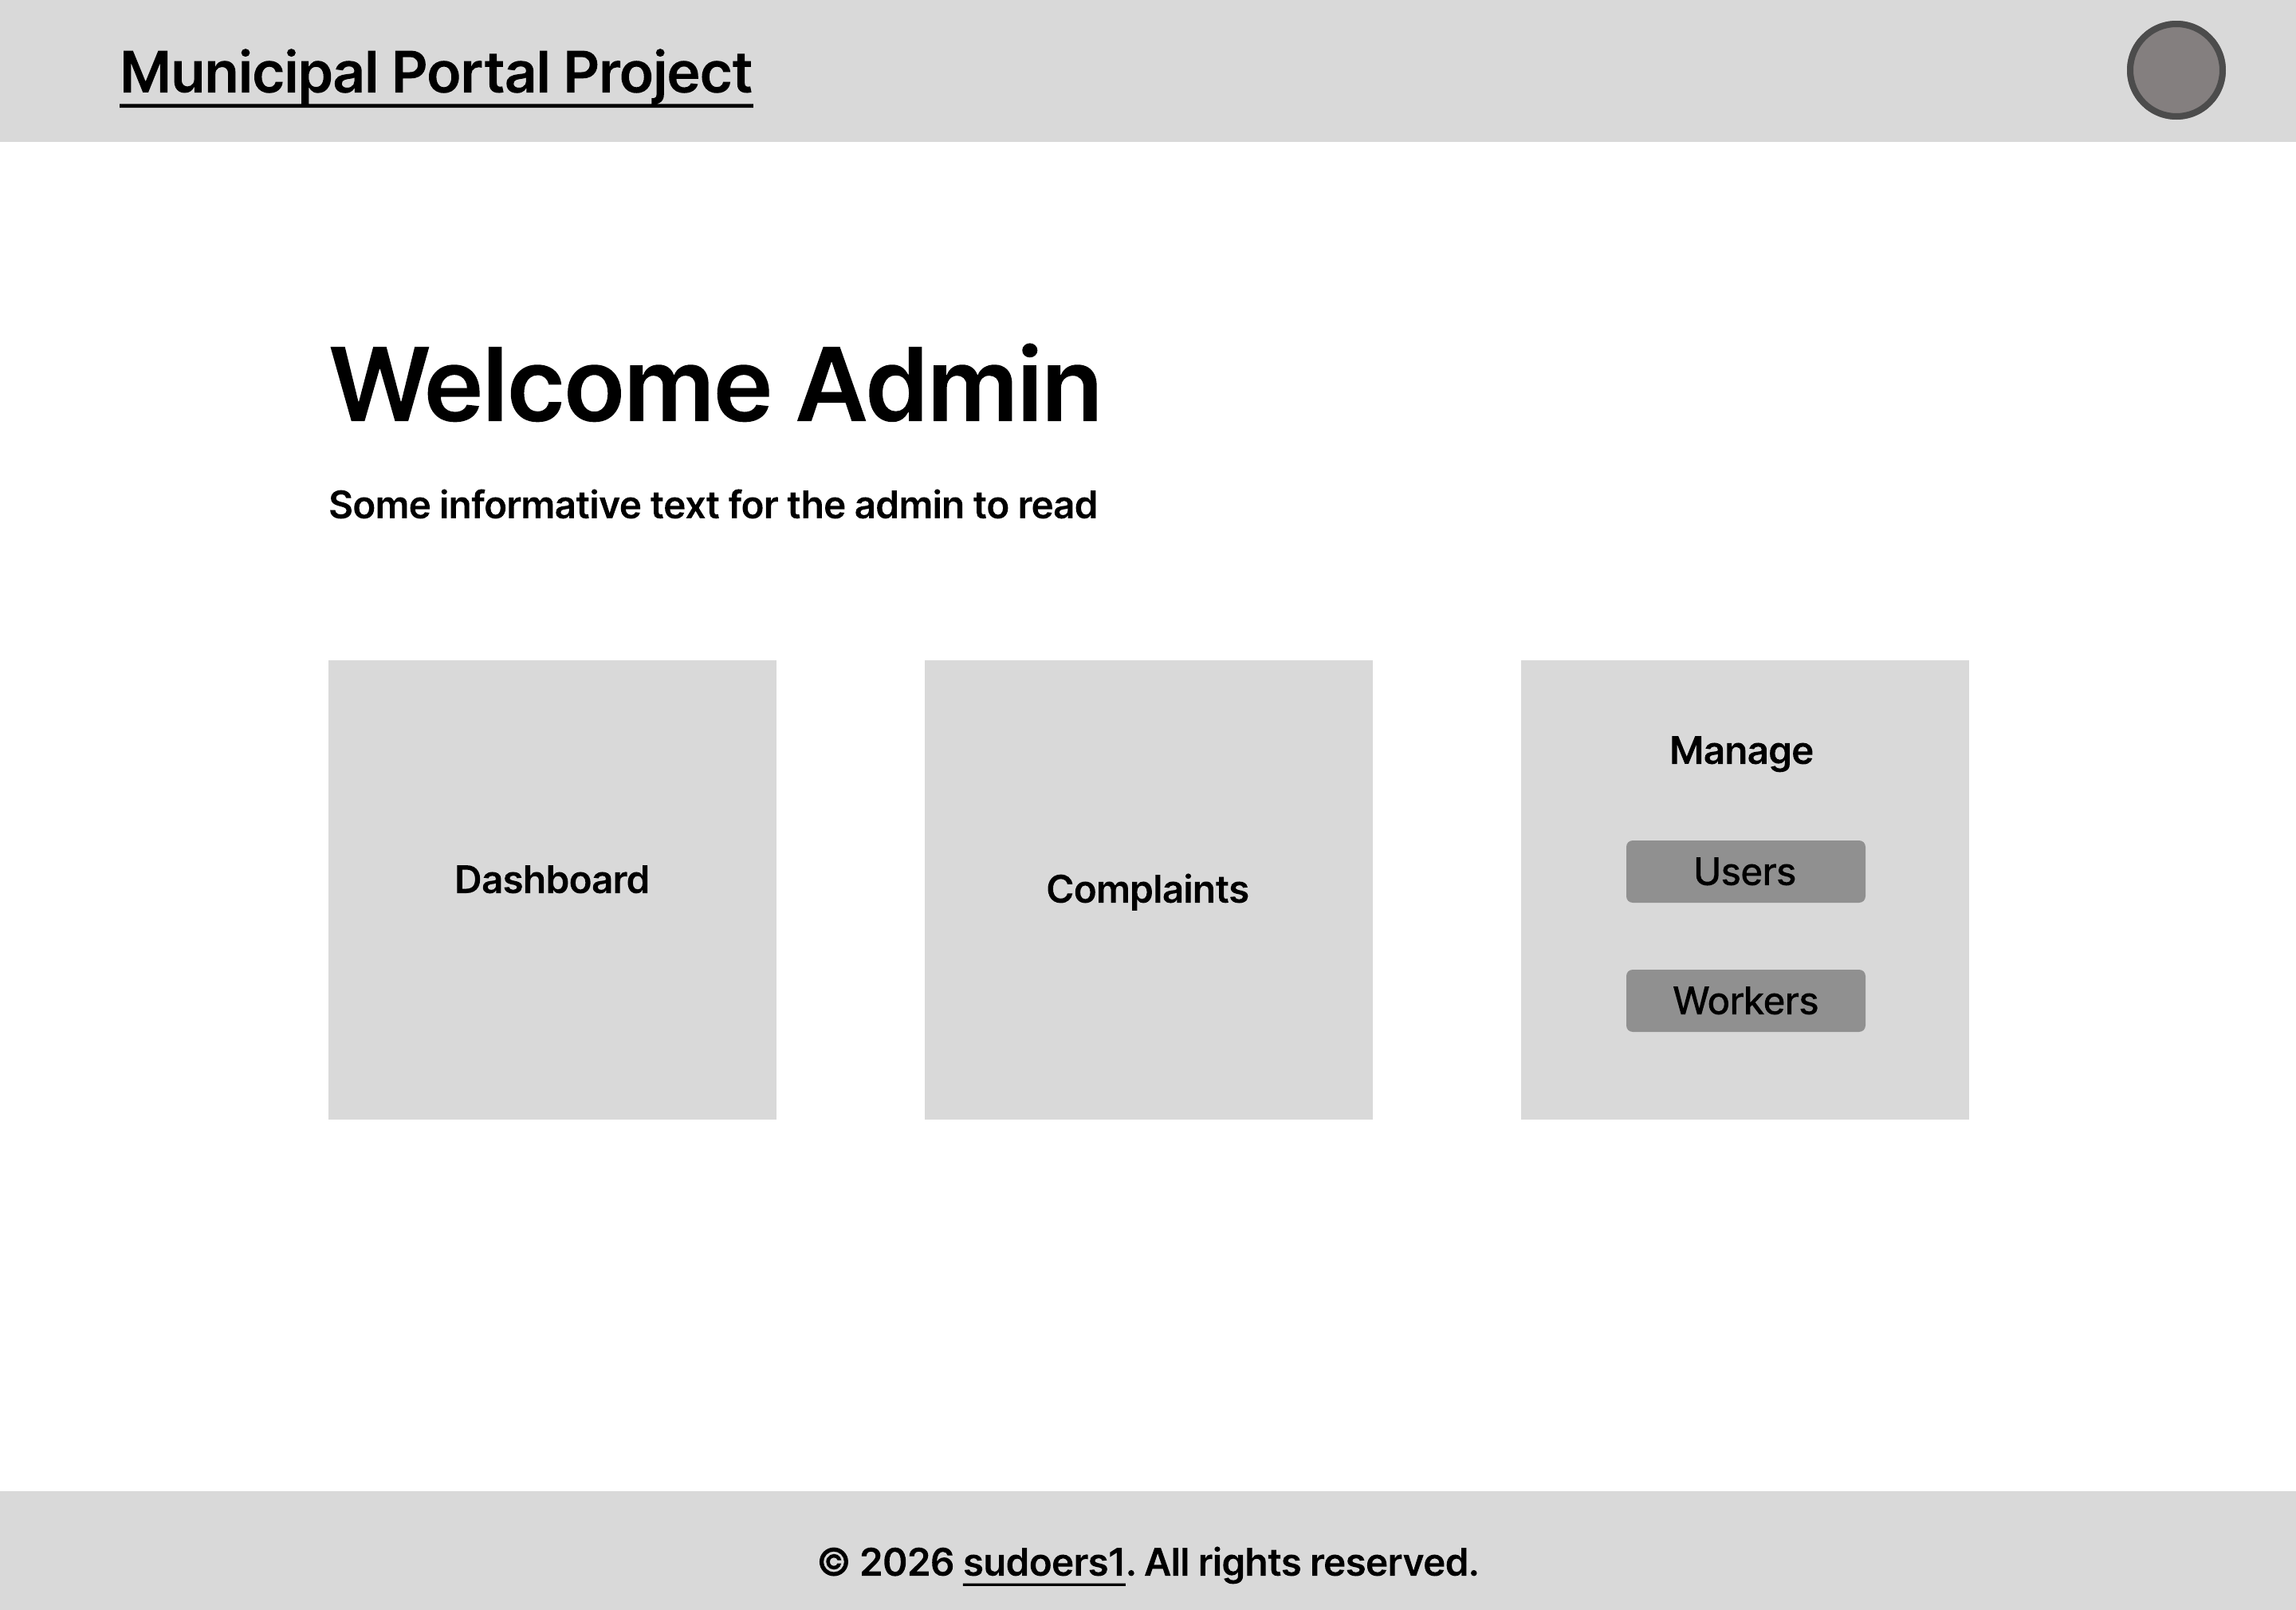 Municipal Portal Project
Welcome Admin
Some informative text for the admin to read
Dashboard
Complaints
Manage
Users
Workers
© 2026 sudoers1. All rights reserved.